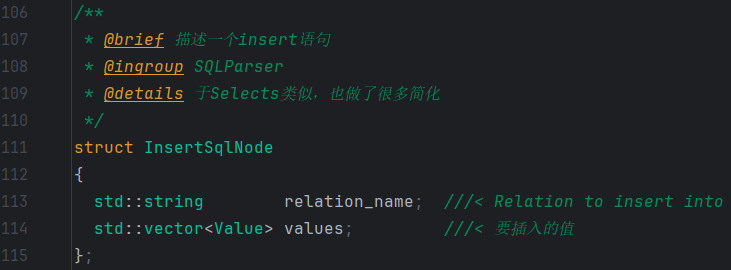 106 /**
107  * @brief 描述一个insert语句
108  * @ingroup SQLParser
109  * @details 于Selects类似，也做了很多简化
110  */
111 struct InsertSqlNode
112 {
113   std::string         relation_name;  ///< Relation to insert into
114   std::vector<Value> values;         ///< 要插入的值
115 };